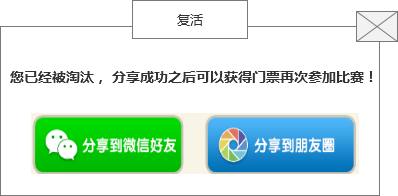 复活
您已经被淘汰，分享成功之后可以获得门票再次参加比赛！
分享到微信好友
分享到朋友圈